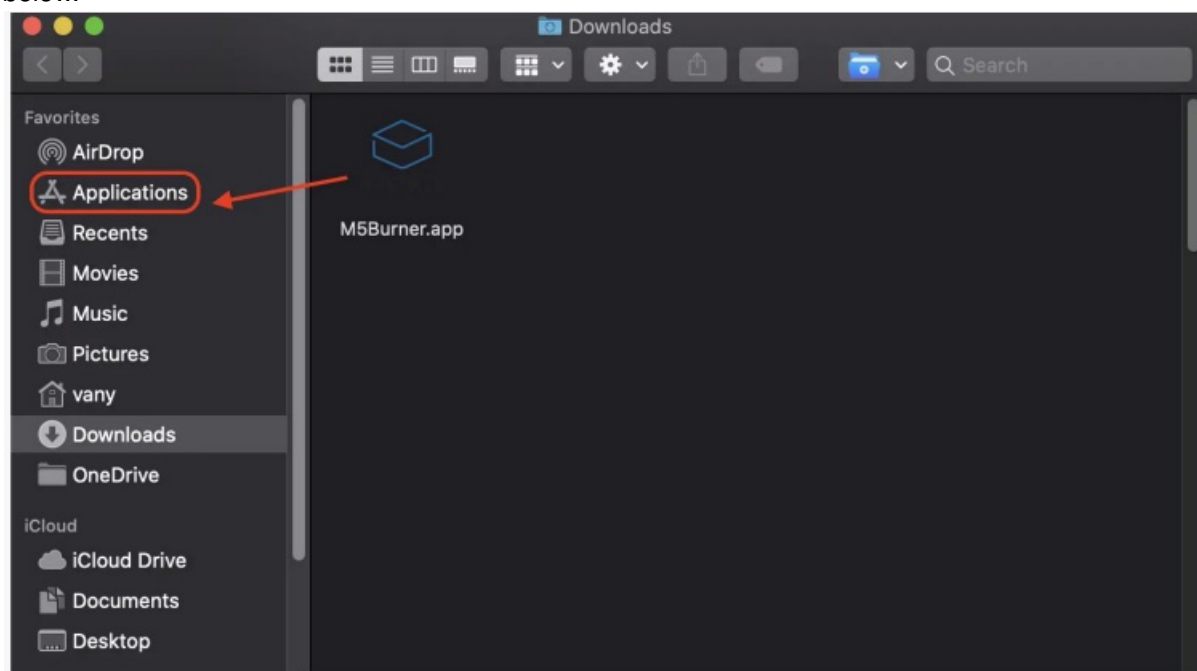 below.
Downloads
Search
Favorites
AirDrop
Applications
Recents
Movies
Music
Pictures
vany
Downloads
OneDrive
iCloud
iCloud Drive
Documents
Desktop
M5Burner.app